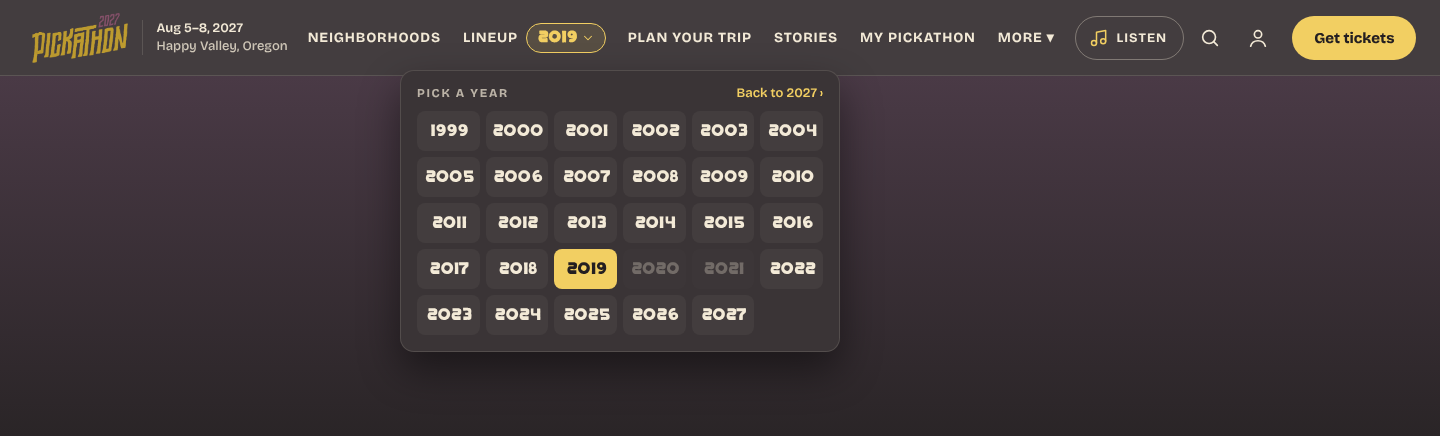 2027
PICKATHON
Aug 5–8, 2027
Happy Valley, Oregon
NEIGHBORHOODS
LINEUP
2019
PLAN YOUR TRIP
STORIES
MY PICKATHON
MORE ▾
LISTEN
Get tickets
PICK A YEAR
Back to 2027 ›
1999 2000 2001 2002 2003 2004
2005 2006 2007 2008 2009 2010
2011 2012 2013 2014 2015 2016
2017 2018 2019 2020 2021 2022
2023 2024 2025 2026 2027